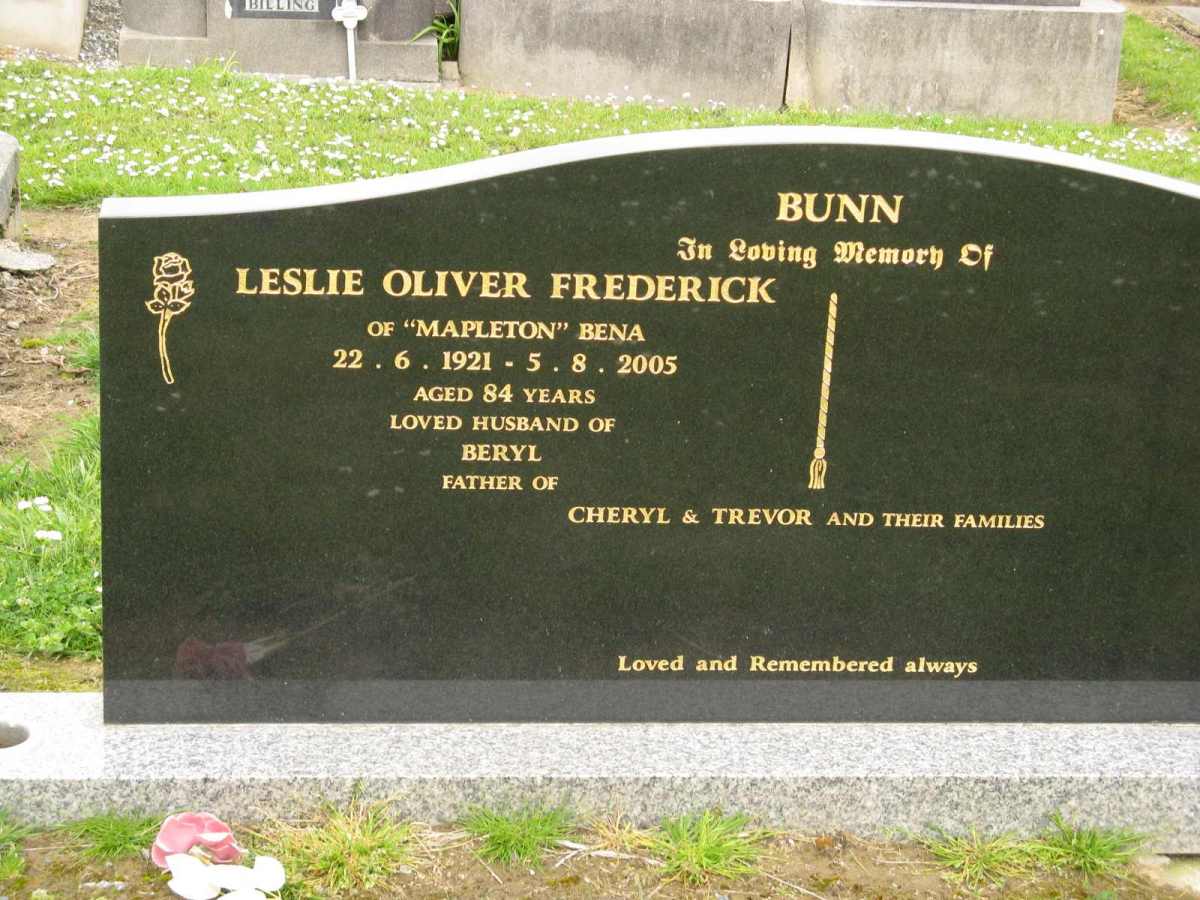 BILLING
BUNN
In Loving Memory Of
LESLIE OLIVER FREDERICK
OF "MAPLETON" BENA
22 . 6 . 1921 - 5 . 8 . 2005
AGED 84 YEARS
LOVED HUSBAND OF
BERYL
FATHER OF
CHERYL & TREVOR AND THEIR FAMILIES
Loved and Remembered always